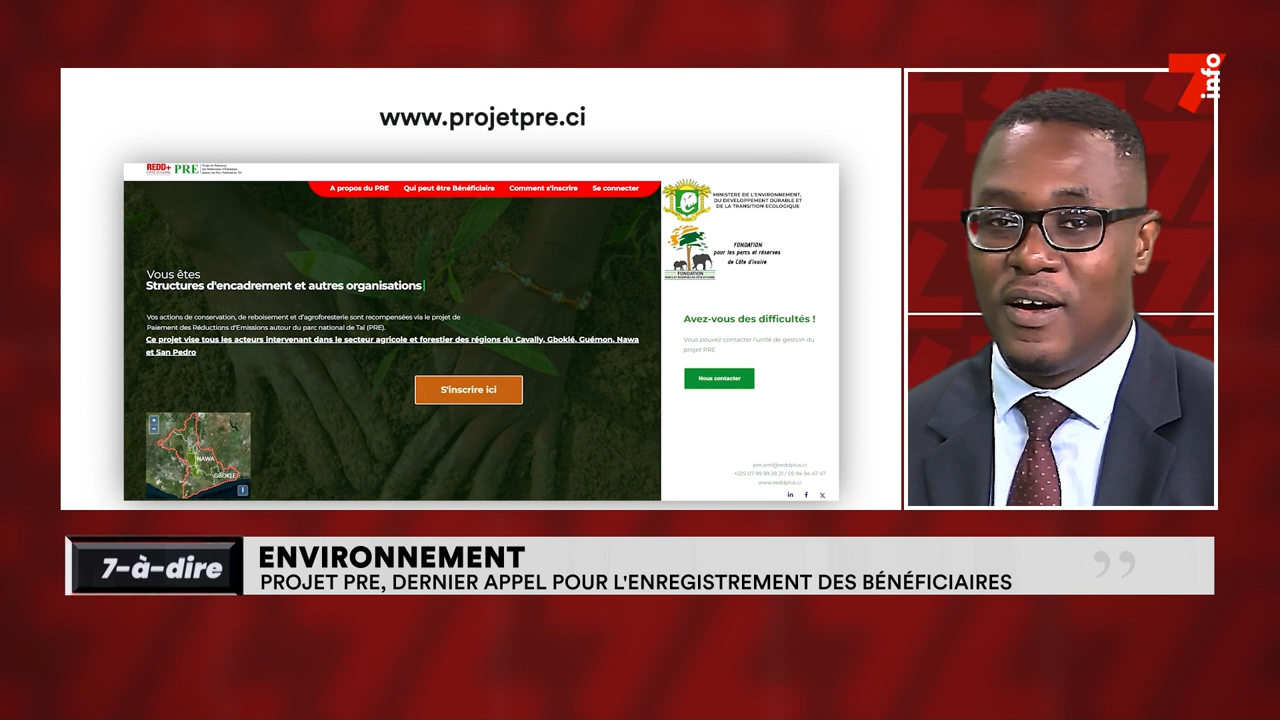 7 info
www.projetpre.ci
REDD+ PRE
A propos du PRE Qui peut être Bénéficiaire Comment s'inscrire Se connecter
MINISTERE DE L'ENVIRONNEMENT,
DU DEVELOPPEMENT DURABLE ET
DE LA TRANSITION ECOLOGIQUE
FONDATION
pour les parcs et réserves
de Côte d'Ivoire
FONDATION
Vous êtes
Structures d'encadrement et autres organisations
Vos actions de conservation, de reboisement et d'agroforesterie sont recompensées via le projet de
Paiement des Réductions d'Emissions autour du parc national de Taï (PRE).
Ce projet vise tous les acteurs intervenant dans le secteur agricole et forestier des régions du Cavally, Gboklé, Guémon, Nawa
et San Pedro
S'inscrire ici
NAWA
GBOKLE
Avez-vous des difficultés !
Vous pouvez contacter l'unité de gestion du
projet PRE
Nous contacter
www.reddplus.ci
7-à-dire
ENVIRONNEMENT
PROJET PRE, DERNIER APPEL POUR L'ENREGISTREMENT DES BÉNÉFICIAIRES